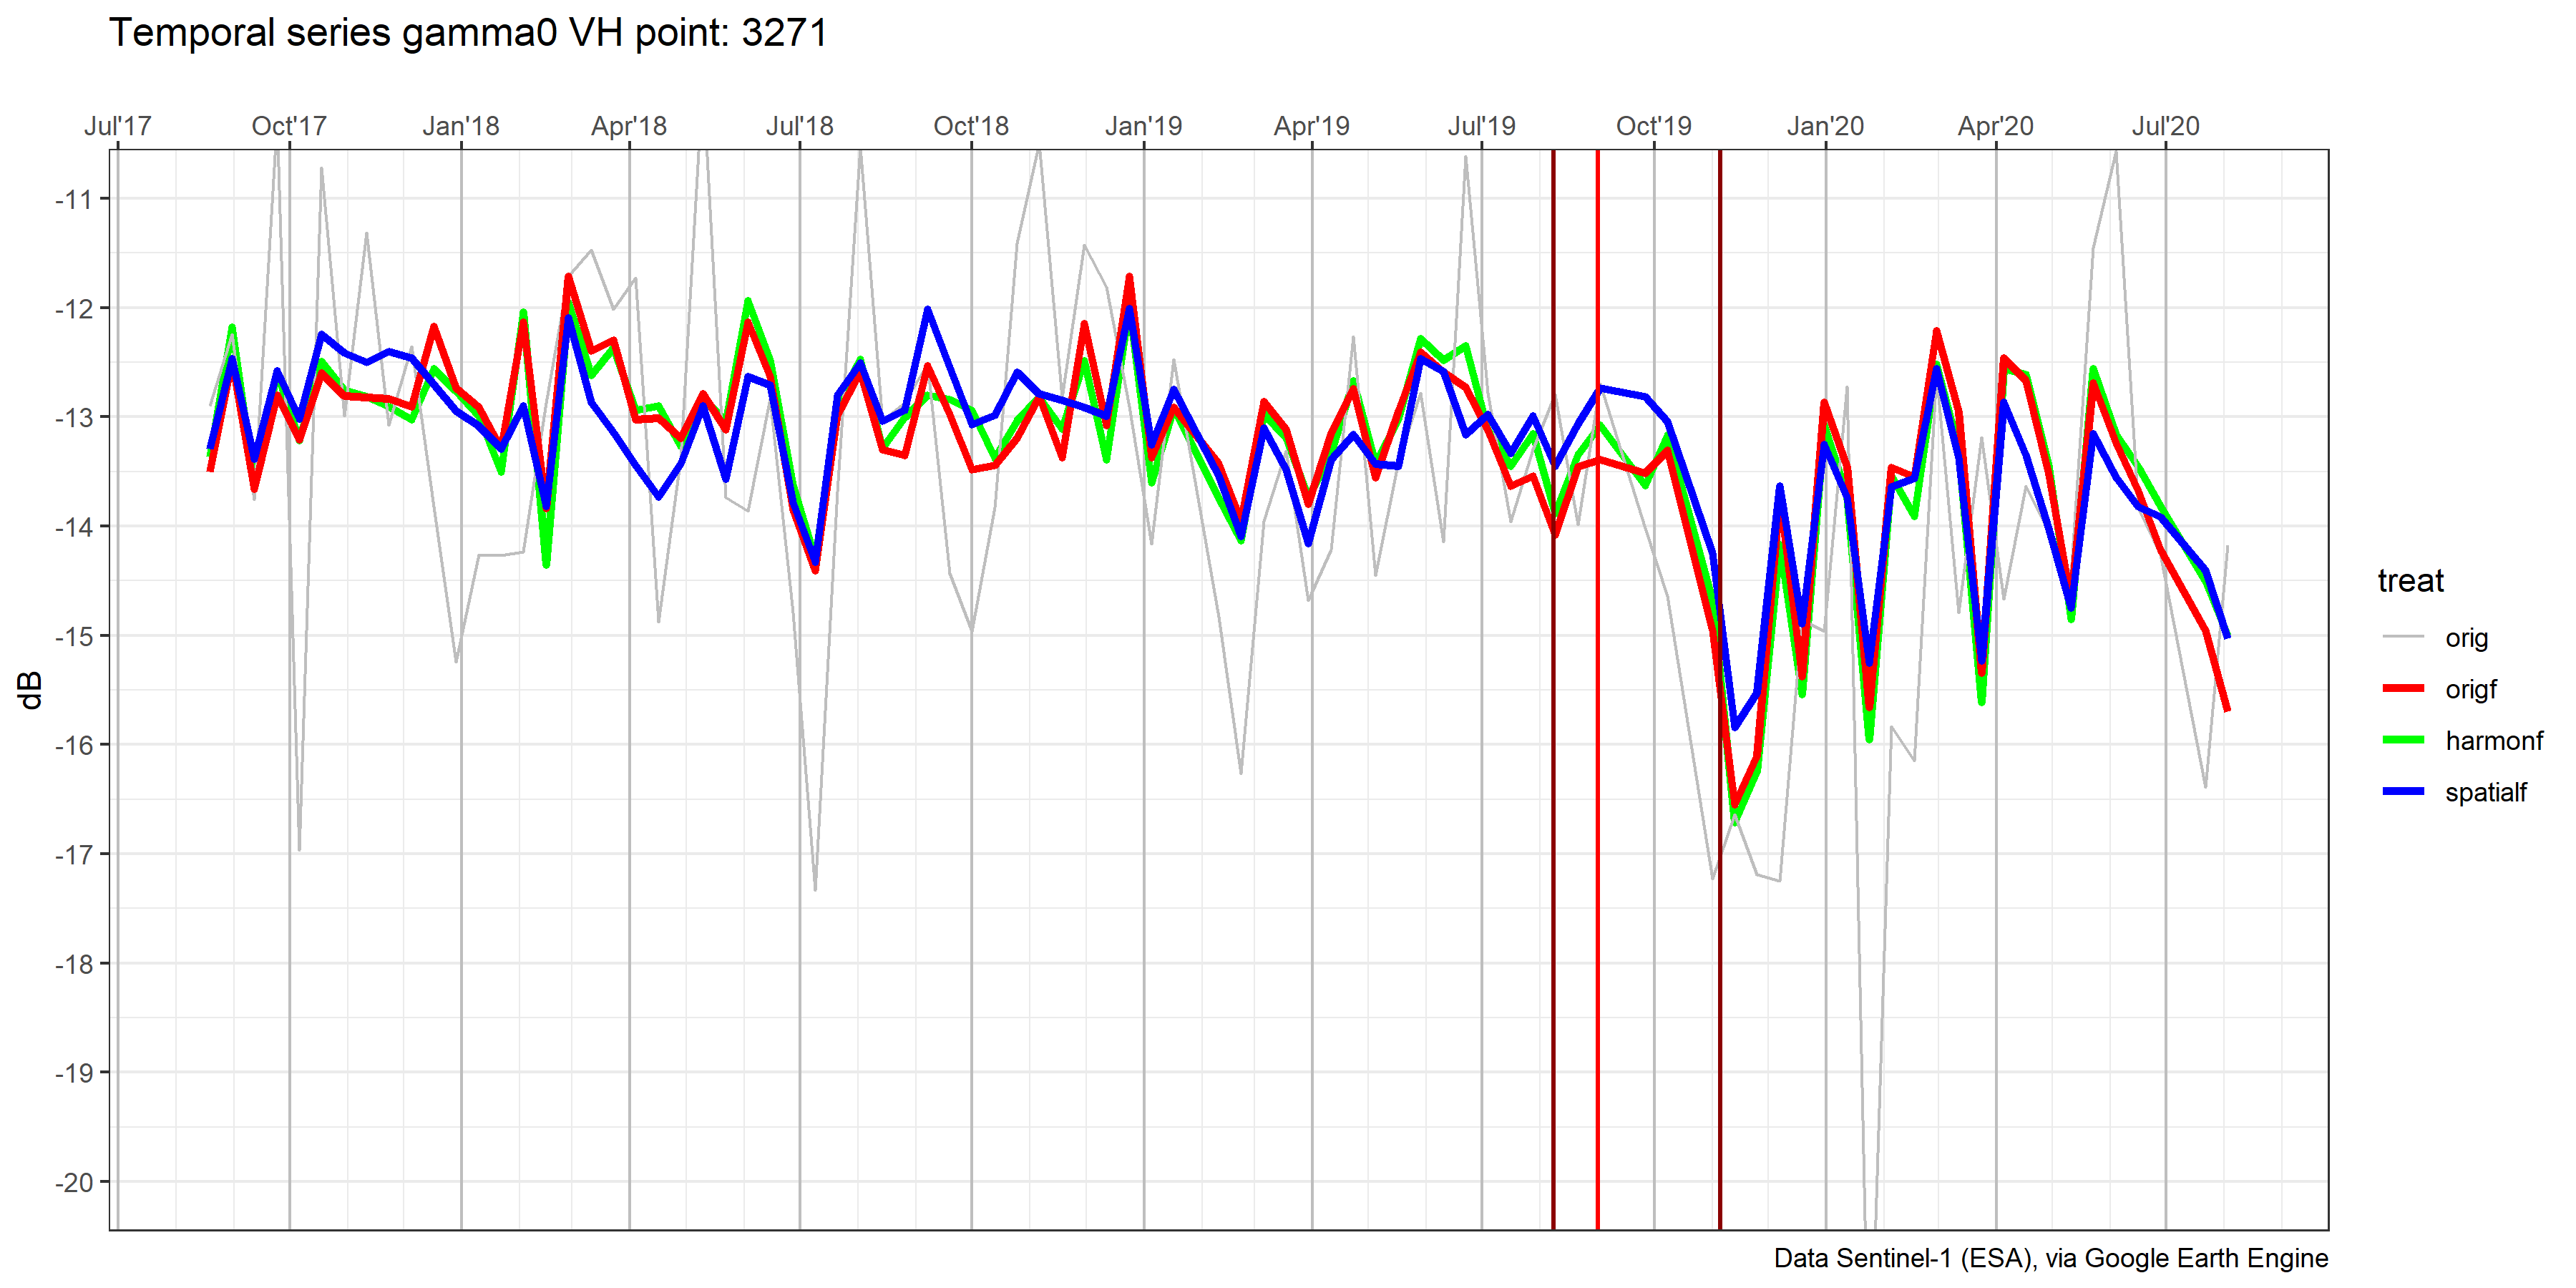 Temporal series gamma0 VH point: 3271
Jul'17 Oct'17 Jan'18 Apr'18 Jul'18 Oct'18 Jan'19 Apr'19 Jul'19 Oct'19 Jan'20 Apr'20 Jul'20
-11
-12
-13
-14
-15
-16
-17
-18
-19
-20
dB
treat
orig
origf
harmonf
spatialf
Data Sentinel-1 (ESA), via Google Earth Engine